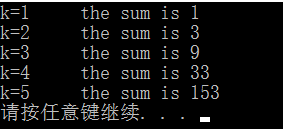 k=1     the sum is 1
k=2     the sum is 3
k=3     the sum is 9
k=4     the sum is 33
k=5     the sum is 153
请按任意键继续. . .